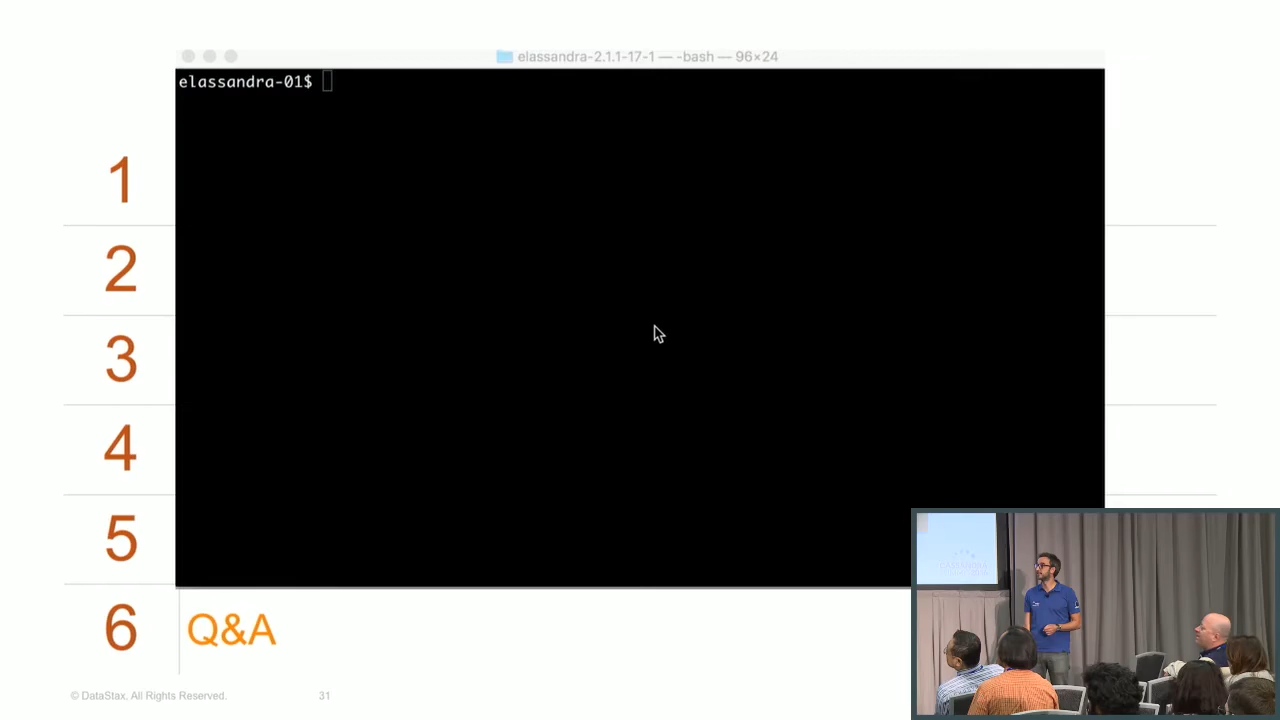 elassandra-2.1.1-17-1 — -bash — 96×24
elassandra-01$
1
2
3
4
5
6 Q&A
© DataStax, All Rights Reserved. 31
CASSANDRA